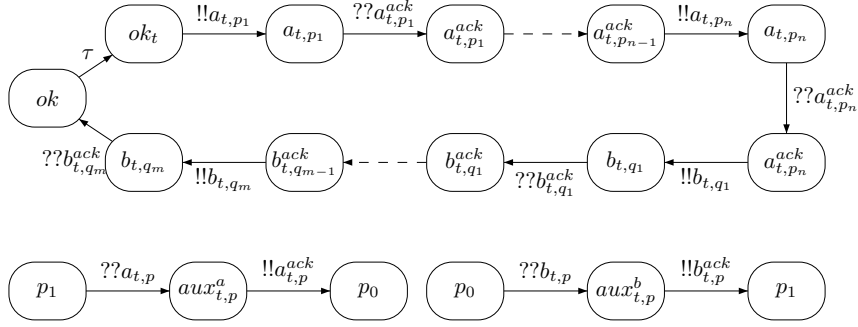 ok
τ
ok_t
!!a_{t,p_1}
a_{t,p_1}
??a^{ack}_{t,p_1}
a^{ack}_{t,p_1}
a^{ack}_{t,p_{n-1}}
!!a_{t,p_n}
a_{t,p_n}
??a^{ack}_{t,p_n}
a^{ack}_{t,p_n}
!!b_{t,q_1}
b_{t,q_1}
??b^{ack}_{t,q_1}
b^{ack}_{t,q_1}
b^{ack}_{t,q_{m-1}}
!!b_{t,q_m}
b_{t,q_m}
??b^{ack}_{t,q_m}
p_1
??a_{t,p}
aux^a_{t,p}
!!a^{ack}_{t,p}
p_0
p_0
??b_{t,p}
aux^b_{t,p}
!!b^{ack}_{t,p}
p_1